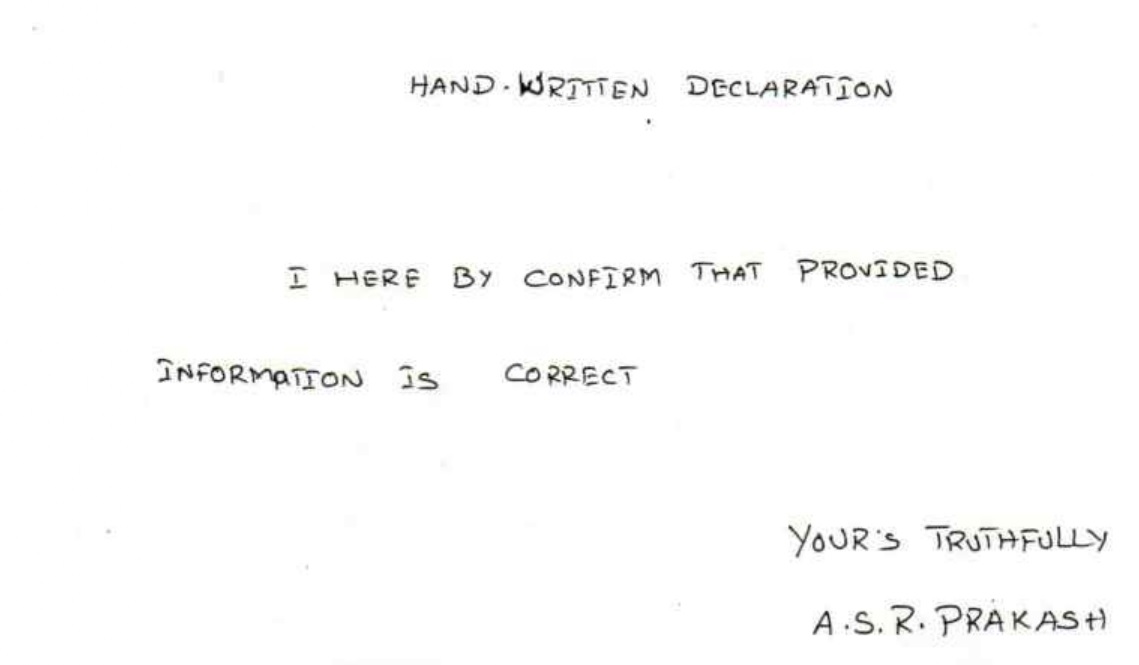 HAND.WRITTEN DECLARATION
I HERE BY CONFIRM THAT PROVIDED
INFORMATION IS CORRECT
YOUR'S TRUTHFULLY
A.S.R. PRAKASH